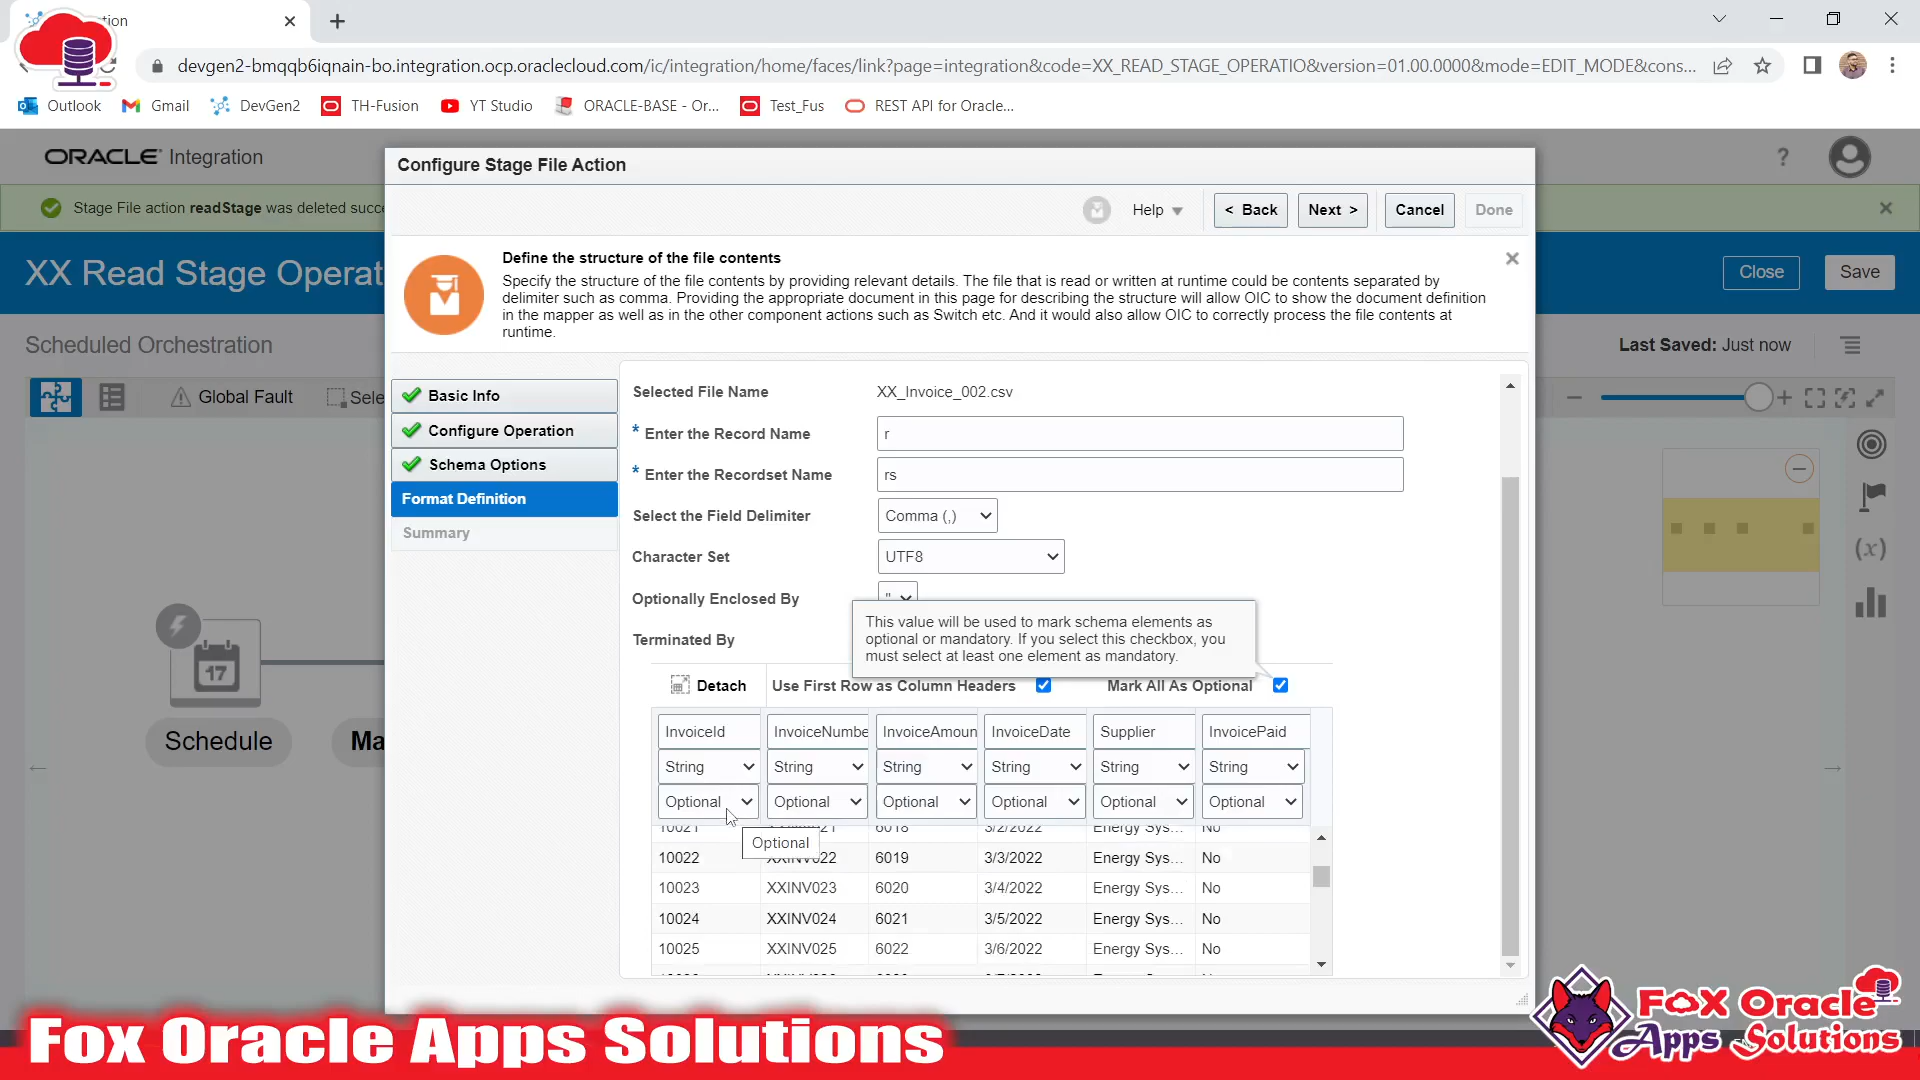 devgen2-bmqqb6iqnain-bo.integration.ocp.oraclecloud.com/ic/integration/home/faces/link?page=integration&code=XX_READ_STAGE_OPERATIO&version=01.00.0000&mode=EDIT_MODE&cons...
Outlook Gmail DevGen2 TH-Fusion YT Studio ORACLE-BASE - Or... Test_Fus REST API for Oracle...
ORACLE Integration
Configure Stage File Action
Stage File action readStage was deleted succe
Help < Back Next > Cancel Done
XX Read Stage Operat
Close Save
Define the structure of the file contents
Specify the structure of the file contents by providing relevant details. The file that is read or written at runtime could be contents separated by
delimiter such as comma. Providing the appropriate document in this page for describing the structure will allow OIC to show the document definition
in the mapper as well as in the other component actions such as Switch etc. And it would also allow OIC to correctly process the file contents at
runtime.
Scheduled Orchestration
Last Saved: Just now
Global Fault Sele
Basic Info
Configure Operation
Schema Options
Format Definition
Summary
Selected File Name XX_Invoice_002.csv
* Enter the Record Name r
* Enter the Recordset Name rs
Select the Field Delimiter Comma (,)
Character Set UTF8
Optionally Enclosed By "
Terminated By
This value will be used to mark schema elements as
optional or mandatory. If you select this checkbox, you
must select at least one element as mandatory.
Detach Use First Row as Column Headers Mark All As Optional
InvoiceId InvoiceNumbe InvoiceAmoun InvoiceDate Supplier InvoicePaid
String String String String String String
Optional Optional Optional Optional Optional Optional
10021 6018 3/2/2022 Energy Sys... No
Optional
10022 XXINV022 6019 3/3/2022 Energy Sys... No
10023 XXINV023 6020 3/4/2022 Energy Sys... No
10024 XXINV024 6021 3/5/2022 Energy Sys... No
10025 XXINV025 6022 3/6/2022 Energy Sys... No
17
Schedule Ma
(x)
Fox Oracle Apps Solutions
FOX Oracle
Apps Solutions